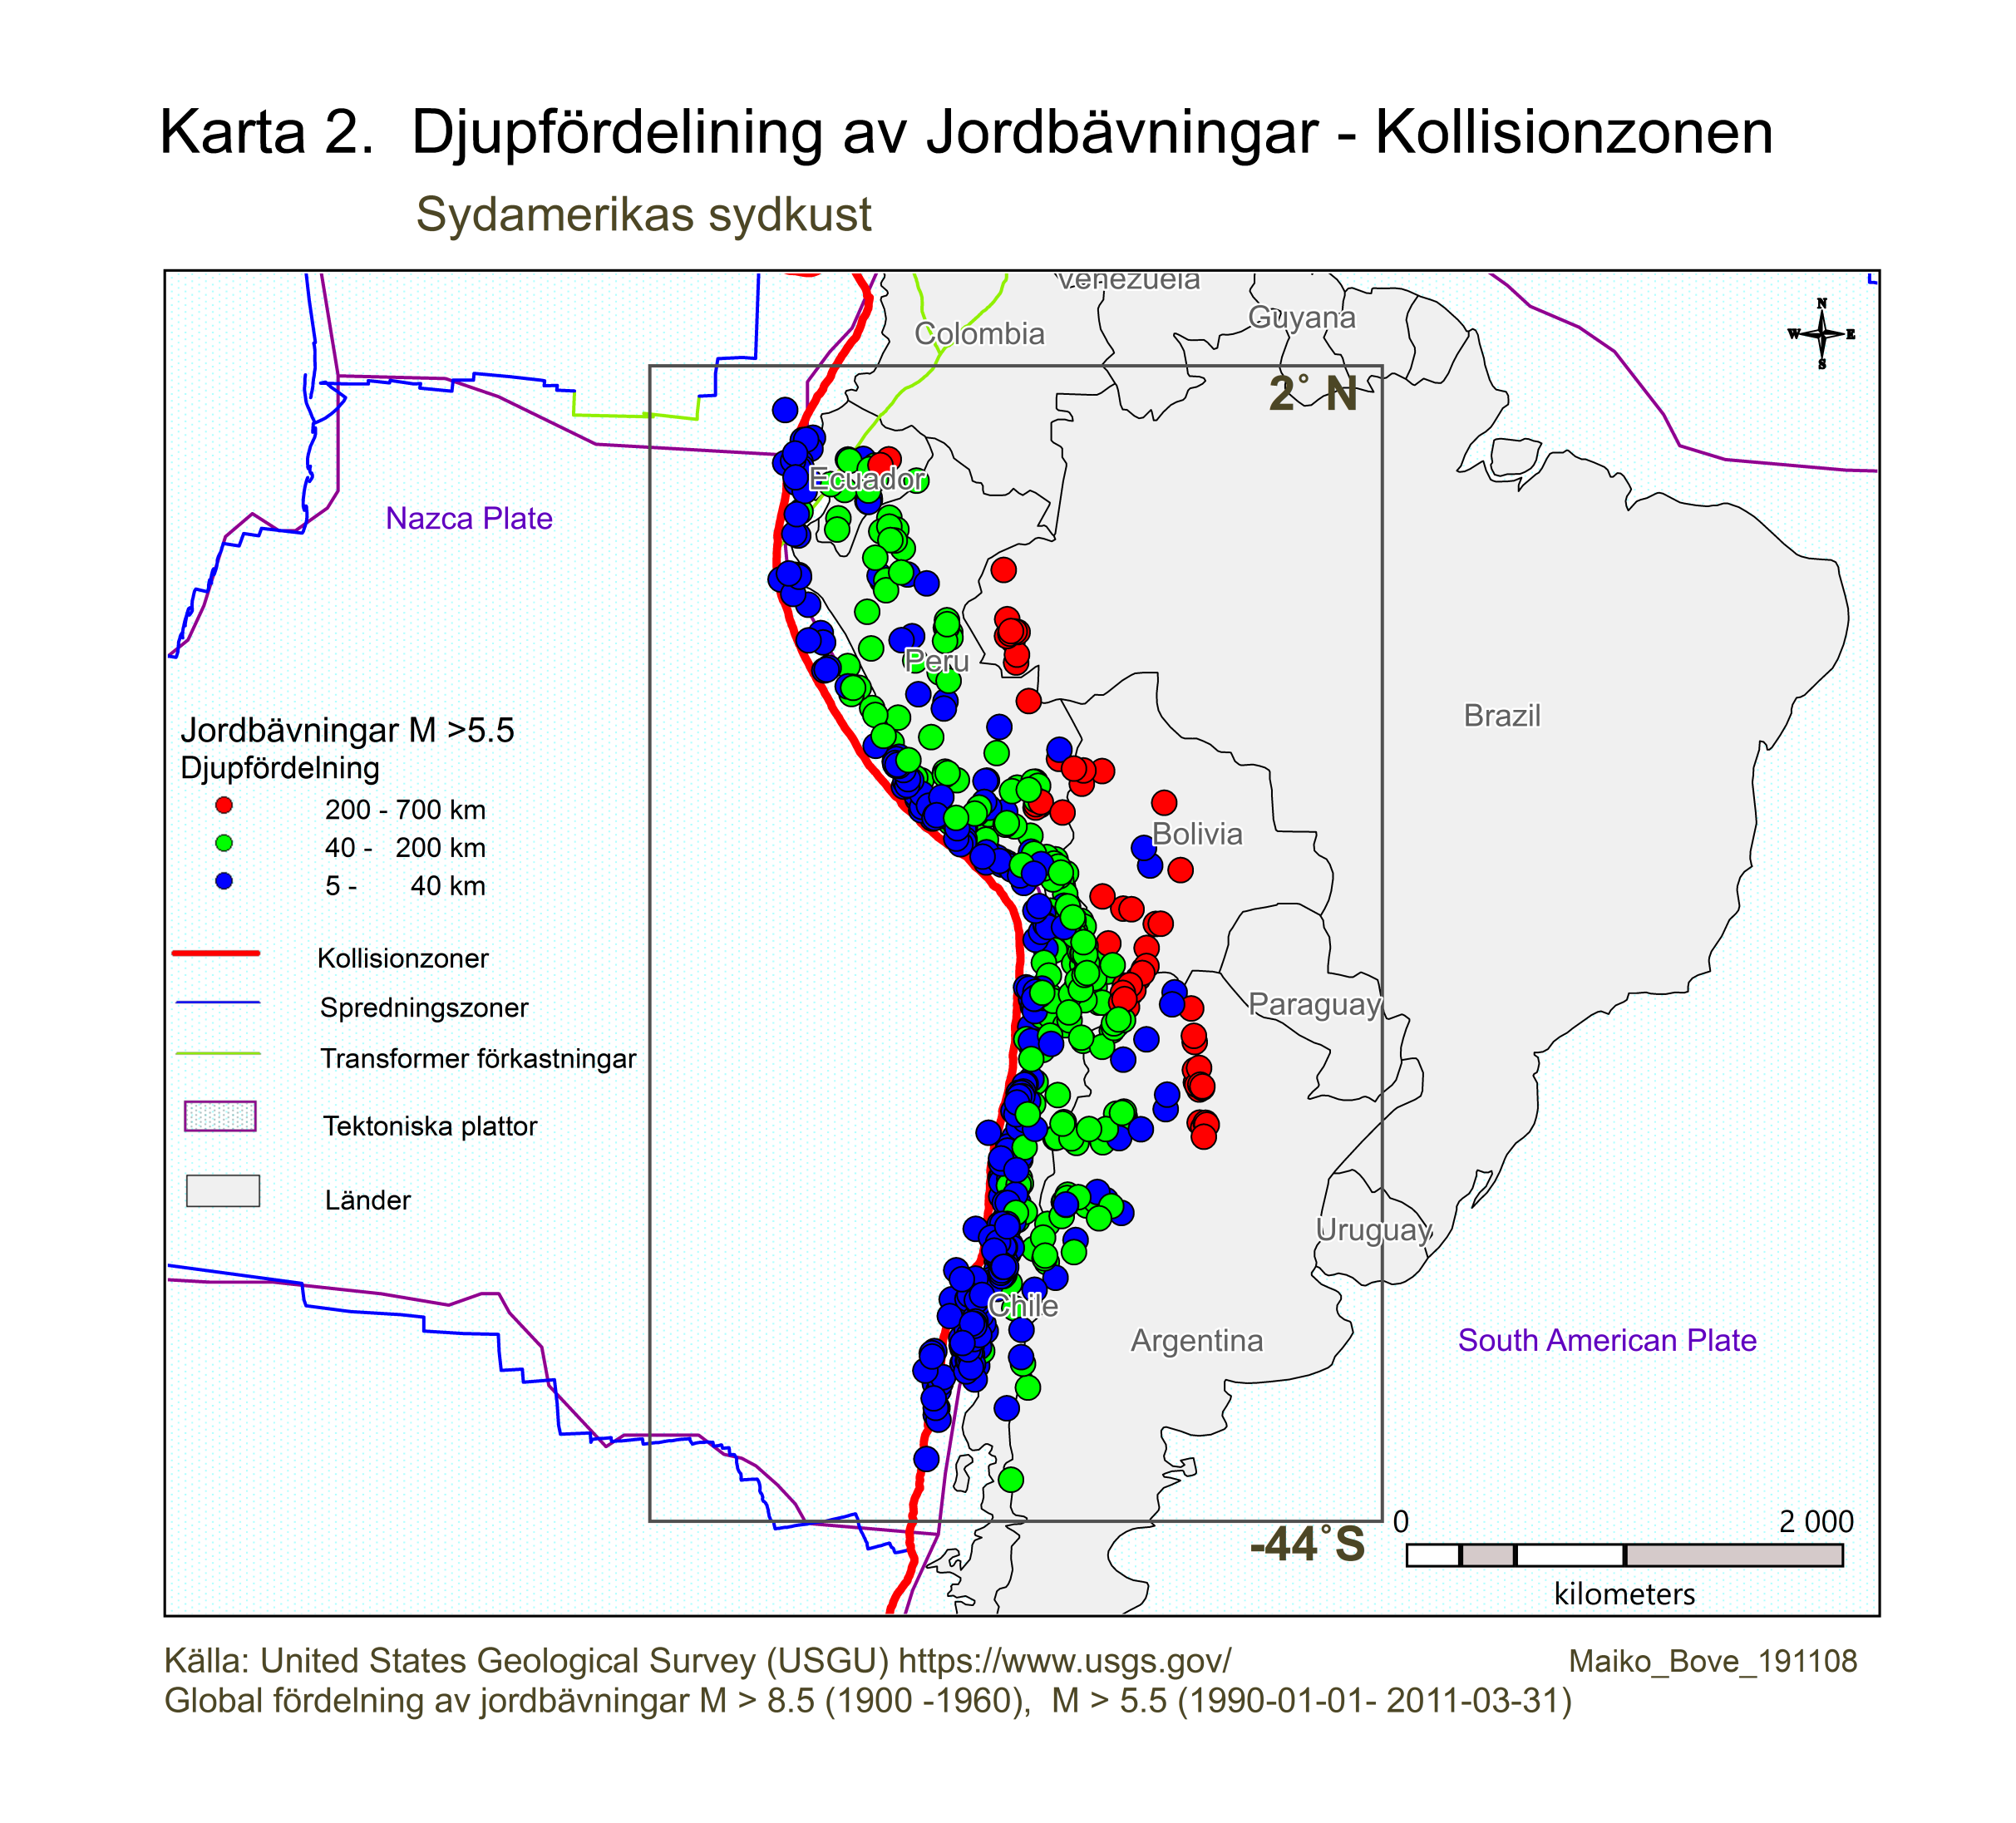 Karta 2. Djupfördelining av Jordbävningar - Kollisionzonen
Sydamerikas sydkust
Venezuela
Guyana
Colombia
N
W E
S
2° N
Ecuador
Nazca Plate
Peru
Brazil
Jordbävningar M >5.5
Djupfördelning
200 - 700 km
40 - 200 km
5 - 40 km
Bolivia
Kollisionzoner
Spredningszoner
Paraguay
Transformer förkastningar
Tektoniska plattor
Länder
Uruguay
Chile
Argentina
South American Plate
-44°S
0 2 000
kilometers
Källa: United States Geological Survey (USGU) https://www.usgs.gov/
Maiko_Bove_191108
Global fördelning av jordbävningar M > 8.5 (1900 -1960), M > 5.5 (1990-01-01- 2011-03-31)